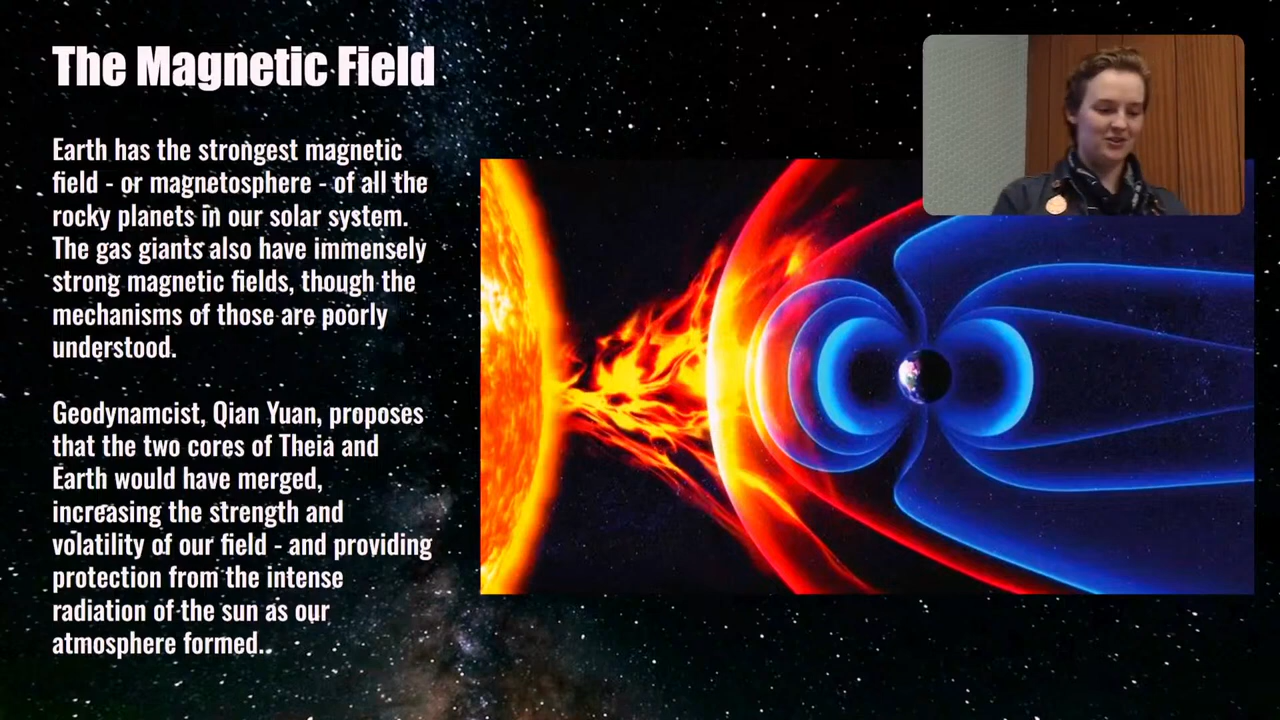 The Magnetic Field
Earth has the strongest magnetic
field - or magnetosphere - of all the
rocky planets in our solar system.
The gas giants also have immensely
strong magnetic fields, though the
mechanisms of those are poorly
understood.
Geodynamcist, Qian Yuan, proposes
that the two cores of Theia and
Earth would have merged,
increasing the strength and
volatility of our field - and providing
protection from the intense
radiation of the sun as our
atmosphere formed..